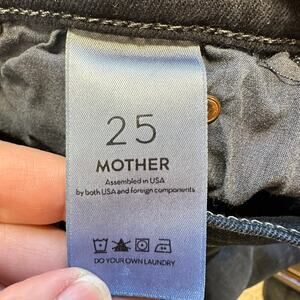 25
MOTHER
Assembled in USA
by both USA and foreign components
DO YOUR OWN LAUNDRY